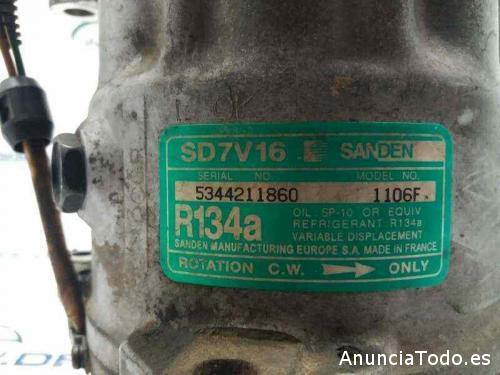 LOK
SD7V16 SANDEN
SERIAL NO. MODEL NO.
5344211860 1106F
R134a
OIL SP-10 OR EQUIV
REFRIGERANT R134a
VARIABLE DISPLACEMENT
SANDEN MANUFACTURING EUROPE S.A. MADE IN FRANCE
ROTATION C.W. ONLY
AnunciaTodo.es